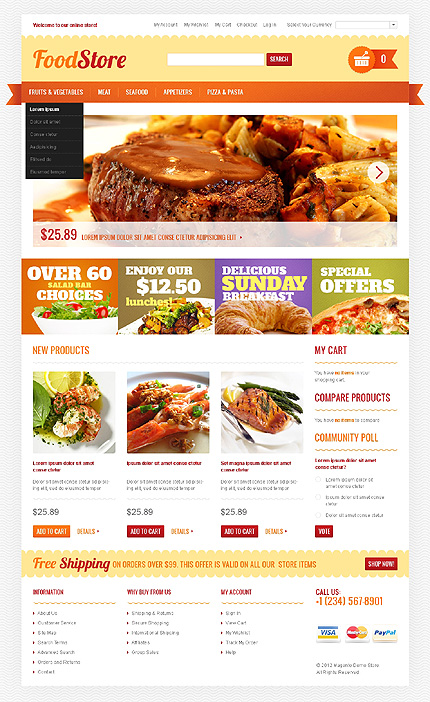 Welcome to our online store!
My Account My Wishlist My Cart Checkout Log In Select Your Currency
FoodStore
SEARCH
0
FRUITS & VEGETABLES MEAT SEAFOOD APPETIZERS PIZZA & PASTA
Lorem ipsum
Dolor sit amet
Conse ctetur
Adipisicing
Elit sed do
Eiusmod tempor
$25.89 LOREM IPSUM DOLOR SIT AMET CONSE CTETUR ADIPISICING ELIT
OVER 60
SALAD BAR
CHOICES
ENJOY OUR
$12.50
lunches!
DELICIOUS
SUNDAY
BREAKFAST
SPECIAL
OFFERS
NEW PRODUCTS
Lorem ipsum dolor sit amet
conse ctetur
Dolor sit amet conse ctetur adipisic
ing elit, sed do eiusmod tempor
$25.89
ADD TO CART DETAILS
Ipsum dolor sit amet conse
ctetur
Dolor sit amet conse ctetur adipisic
ing elit, sed do eiusmod tempor
$25.89
ADD TO CART DETAILS
Set magna ipsum dolor sit amet
conse ctetur
Dolor sit amet conse ctetur adipisic
ing elit, sed do eiusmod tempor
$25.89
ADD TO CART DETAILS
MY CART
You have no items in your
shopping cart.
COMPARE PRODUCTS
You have no items to compare.
COMMUNITY POLL
Lorem ipsum dolor sit amet conse
ctetur?
Lorem ipsum dolor sit amet
conse ctetur
Ipsum dolor sit amet conse
ctetur
Dolor sit amet conse ctetur
VOTE
Free Shipping ON ORDERS OVER $99. THIS OFFER IS VALID ON ALL OUR STORE ITEMS
SHOP NOW!
INFORMATION
About Us
Customer Service
Site Map
Search Terms
Advanced Search
Orders and Returns
Contact
WHY BUY FROM US
Shipping & Returns
Secure Shopping
International Shipping
Affiliates
Group Sales
MY ACCOUNT
Sign In
View Cart
My Wishlist
Track My Order
Help
CALL US:
+1 (234) 567-8901
VISA MasterCard PayPal
© 2012 Magento Demo Store.
All Rights Reserved.